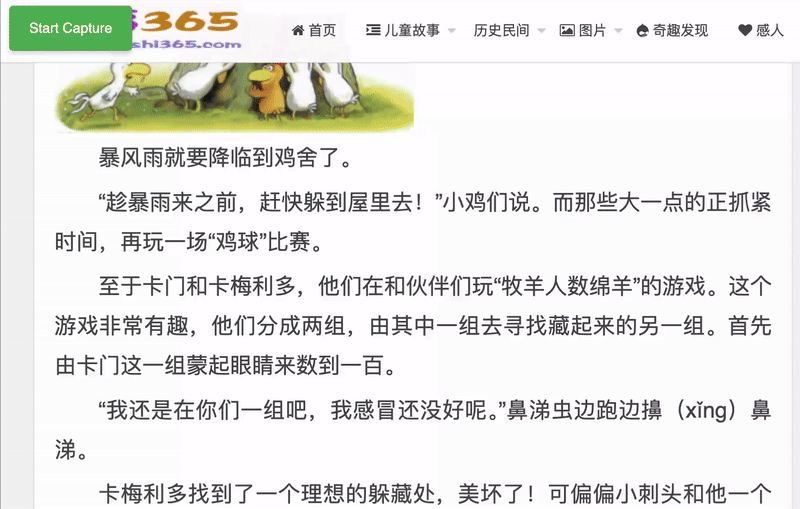 Start Capture
365
shi365.com
首页
儿童故事
历史民间
图片
奇趣发现
感人
暴风雨就要降临到鸡舍了。
“趁暴雨来之前，赶快躲到屋里去！”小鸡们说。而那些大一点的正抓紧
时间，再玩一场“鸡球”比赛。
至于卡门和卡梅利多，他们在和伙伴们玩“牧羊人数绵羊”的游戏。这个
游戏非常有趣，他们分成两组，由其中一组去寻找藏起来的另一组。首先
由卡门这一组蒙起眼睛来数到一百。
“我还是在你们一组吧，我感冒还没好呢。”鼻涕虫边跑边擤（xǐng）鼻
涕。
卡梅利多找到了一个理想的躲藏处，美坏了！可偏偏小刺头和他一个